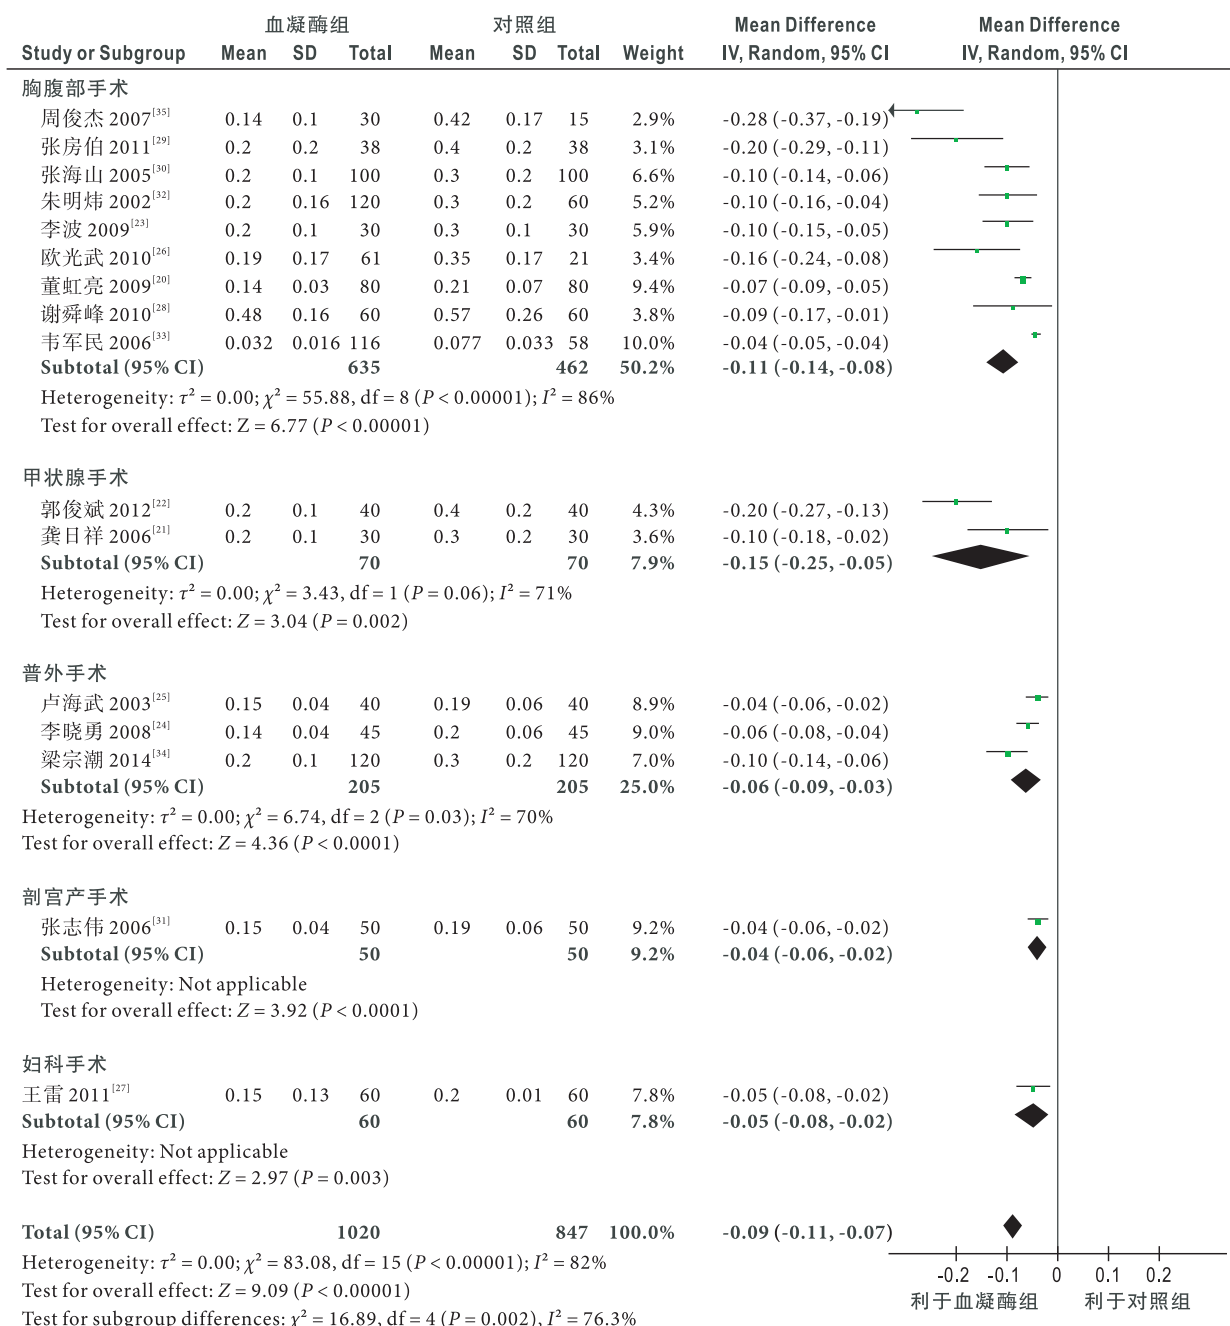 血凝酶组 对照组 Mean Difference Mean Difference
Study or Subgroup Mean SD Total Mean SD Total Weight IV, Random, 95% CI IV, Random, 95% CI
胸腹部手术
周俊杰 2007[35] 0.14 0.1 30 0.42 0.17 15 2.9% -0.28 (-0.37, -0.19)
张房伯 2011[29] 0.2 0.2 38 0.4 0.2 38 3.1% -0.20 (-0.29, -0.11)
张海山 2005[30] 0.2 0.1 100 0.3 0.2 100 6.6% -0.10 (-0.14, -0.06)
朱明炜 2002[32] 0.2 0.16 120 0.3 0.2 60 5.2% -0.10 (-0.16, -0.04)
李波 2009[23] 0.2 0.1 30 0.3 0.1 30 5.9% -0.10 (-0.15, -0.05)
欧光武 2010[26] 0.19 0.17 61 0.35 0.17 21 3.4% -0.16 (-0.24, -0.08)
董虹亮 2009[20] 0.14 0.03 80 0.21 0.07 80 9.4% -0.07 (-0.09, -0.05)
谢舜峰 2010[28] 0.48 0.16 60 0.57 0.26 60 3.8% -0.09 (-0.17, -0.01)
韦军民 2006[33] 0.032 0.016 116 0.077 0.033 58 10.0% -0.04 (-0.05, -0.04)
Subtotal (95% CI) 635 462 50.2% -0.11 (-0.14, -0.08)
Heterogeneity: τ² = 0.00; χ² = 55.88, df = 8 (P < 0.00001); I² = 86%
Test for overall effect: Z = 6.77 (P < 0.00001)
甲状腺手术
郭俊斌 2012[22] 0.2 0.1 40 0.4 0.2 40 4.3% -0.20 (-0.27, -0.13)
龚日祥 2006[21] 0.2 0.1 30 0.3 0.2 30 3.6% -0.10 (-0.18, -0.02)
Subtotal (95% CI) 70 70 7.9% -0.15 (-0.25, -0.05)
Heterogeneity: τ² = 0.00; χ² = 3.43, df = 1 (P = 0.06); I² = 71%
Test for overall effect: Z = 3.04 (P = 0.002)
普外手术
卢海武 2003[25] 0.15 0.04 40 0.19 0.06 40 8.9% -0.04 (-0.06, -0.02)
李晓勇 2008[24] 0.14 0.04 45 0.2 0.06 45 9.0% -0.06 (-0.08, -0.04)
梁宗潮 2014[34] 0.2 0.1 120 0.3 0.2 120 7.0% -0.10 (-0.14, -0.06)
Subtotal (95% CI) 205 205 25.0% -0.06 (-0.09, -0.03)
Heterogeneity: τ² = 0.00; χ² = 6.74, df = 2 (P = 0.03); I² = 70%
Test for overall effect: Z = 4.36 (P < 0.0001)
剖宫产手术
张志伟 2006[31] 0.15 0.04 50 0.19 0.06 50 9.2% -0.04 (-0.06, -0.02)
Subtotal (95% CI) 50 50 9.2% -0.04 (-0.06, -0.02)
Heterogeneity: Not applicable
Test for overall effect: Z = 3.92 (P < 0.0001)
妇科手术
王雷 2011[27] 0.15 0.13 60 0.2 0.01 60 7.8% -0.05 (-0.08, -0.02)
Subtotal (95% CI) 60 60 7.8% -0.05 (-0.08, -0.02)
Heterogeneity: Not applicable
Test for overall effect: Z = 2.97 (P = 0.003)
Total (95% CI) 1020 847 100.0% -0.09 (-0.11, -0.07)
Heterogeneity: τ² = 0.00; χ² = 83.08, df = 15 (P < 0.00001); I² = 82%
Test for overall effect: Z = 9.09 (P < 0.00001)
Test for subgroup differences: χ² = 16.89, df = 4 (P = 0.002), I² = 76.3%
-0.2 -0.1 0 0.1 0.2
利于血凝酶组 利于对照组